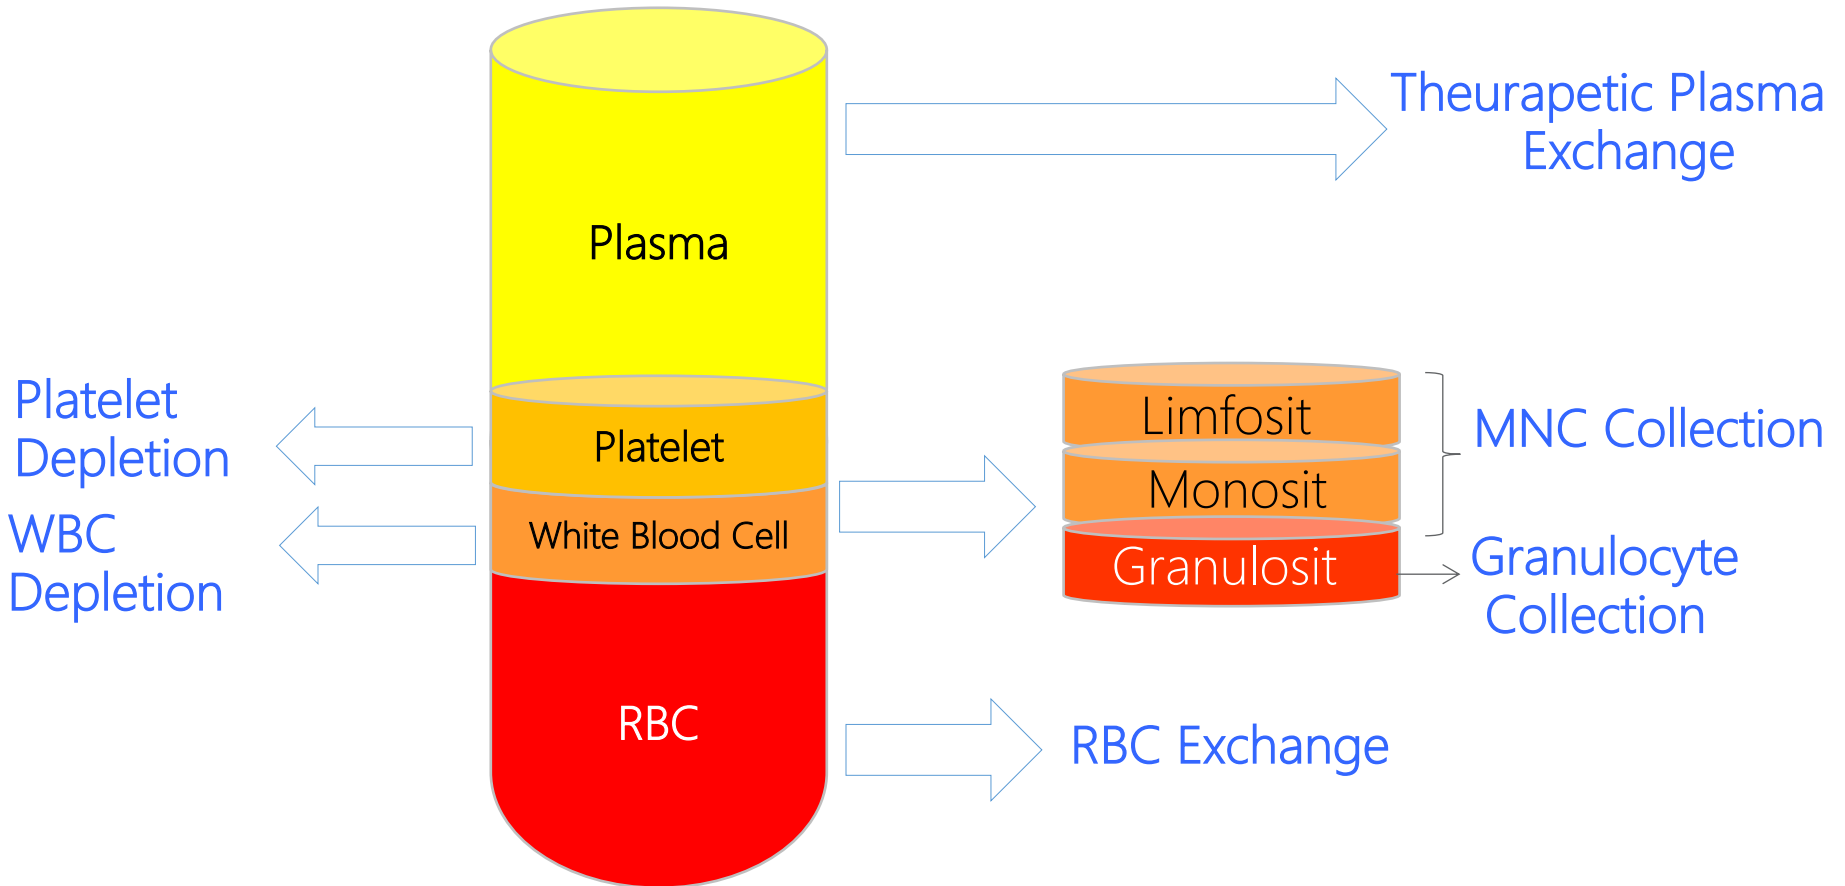 Theurapetic Plasma
Exchange
Plasma
Platelet
Depletion
Platelet
WBC
Depletion
White Blood Cell
Limfosit
Monosit
Granulosit
MNC Collection
Granulocyte
Collection
RBC
RBC Exchange